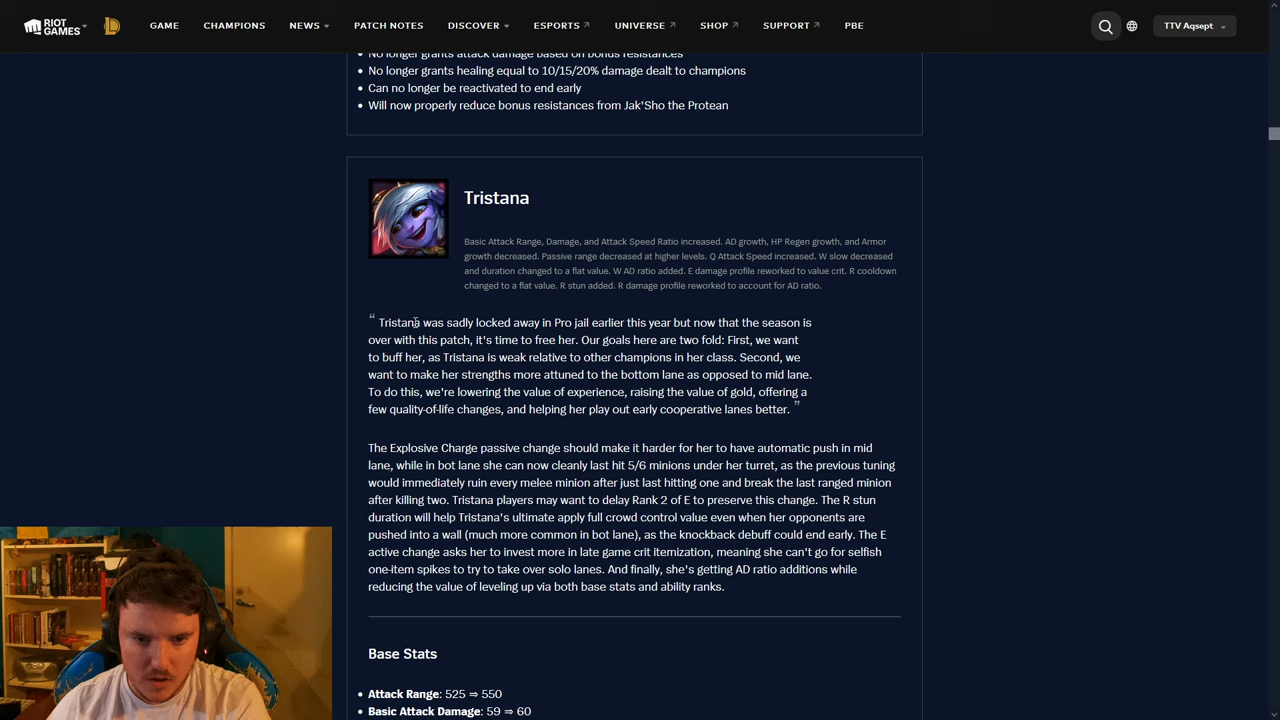 RIOT GAMES
GAME
CHAMPIONS
NEWS
PATCH NOTES
DISCOVER
ESPORTS
UNIVERSE
SHOP
SUPPORT
PBE
TTV Aqsept
No longer grants attack damage based on bonus resistances
No longer grants healing equal to 10/15/20% damage dealt to champions
Can no longer be reactivated to end early
Will now properly reduce bonus resistances from Jak'Sho the Protean
Tristana
Basic Attack Range, Damage, and Attack Speed Ratio increased. AD growth, HP Regen growth, and Armor
growth decreased. Passive range decreased at higher levels. Q Attack Speed increased. W slow decreased
and duration changed to a flat value. W AD ratio added. E damage profile reworked to value crit. R cooldown
changed to a flat value. R stun added. R damage profile reworked to account for AD ratio.
“ Tristana was sadly locked away in Pro jail earlier this year but now that the season is
over with this patch, it's time to free her. Our goals here are two fold: First, we want
to buff her, as Tristana is weak relative to other champions in her class. Second, we
want to make her strengths more attuned to the bottom lane as opposed to mid lane.
To do this, we're lowering the value of experience, raising the value of gold, offering a
few quality-of-life changes, and helping her play out early cooperative lanes better. ”
The Explosive Charge passive change should make it harder for her to have automatic push in mid
lane, while in bot lane she can now cleanly last hit 5/6 minions under her turret, as the previous tuning
would immediately ruin every melee minion after just last hitting one and break the last ranged minion
after killing two. Tristana players may want to delay Rank 2 of E to preserve this change. The R stun
duration will help Tristana's ultimate apply full crowd control value even when her opponents are
pushed into a wall (much more common in bot lane), as the knockback debuff could end early. The E
active change asks her to invest more in late game crit itemization, meaning she can't go for selfish
one-item spikes to try to take over solo lanes. And finally, she's getting AD ratio additions while
reducing the value of leveling up via both base stats and ability ranks.
Base Stats
Attack Range: 525 ⇒ 550
Basic Attack Damage: 59 ⇒ 60